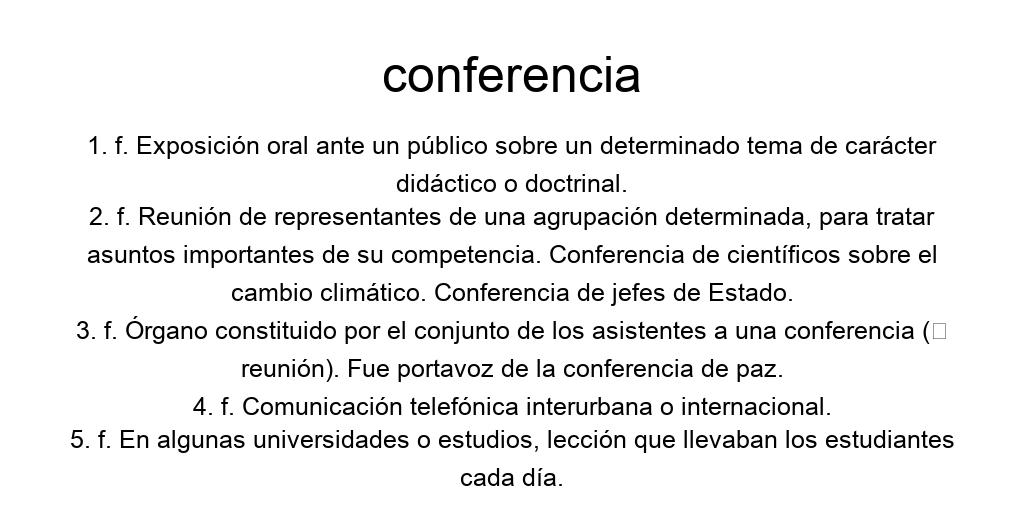 conferencia
1. f. Exposición oral ante un público sobre un determinado tema de carácter
didáctico o doctrinal.
2. f. Reunión de representantes de una agrupación determinada, para tratar
asuntos importantes de su competencia. Conferencia de científicos sobre el
cambio climático. Conferencia de jefes de Estado.
3. f. Órgano constituido por el conjunto de los asistentes a una conferencia (□
reunión). Fue portavoz de la conferencia de paz.
4. f. Comunicación telefónica interurbana o internacional.
5. f. En algunas universidades o estudios, lección que llevaban los estudiantes
cada día.